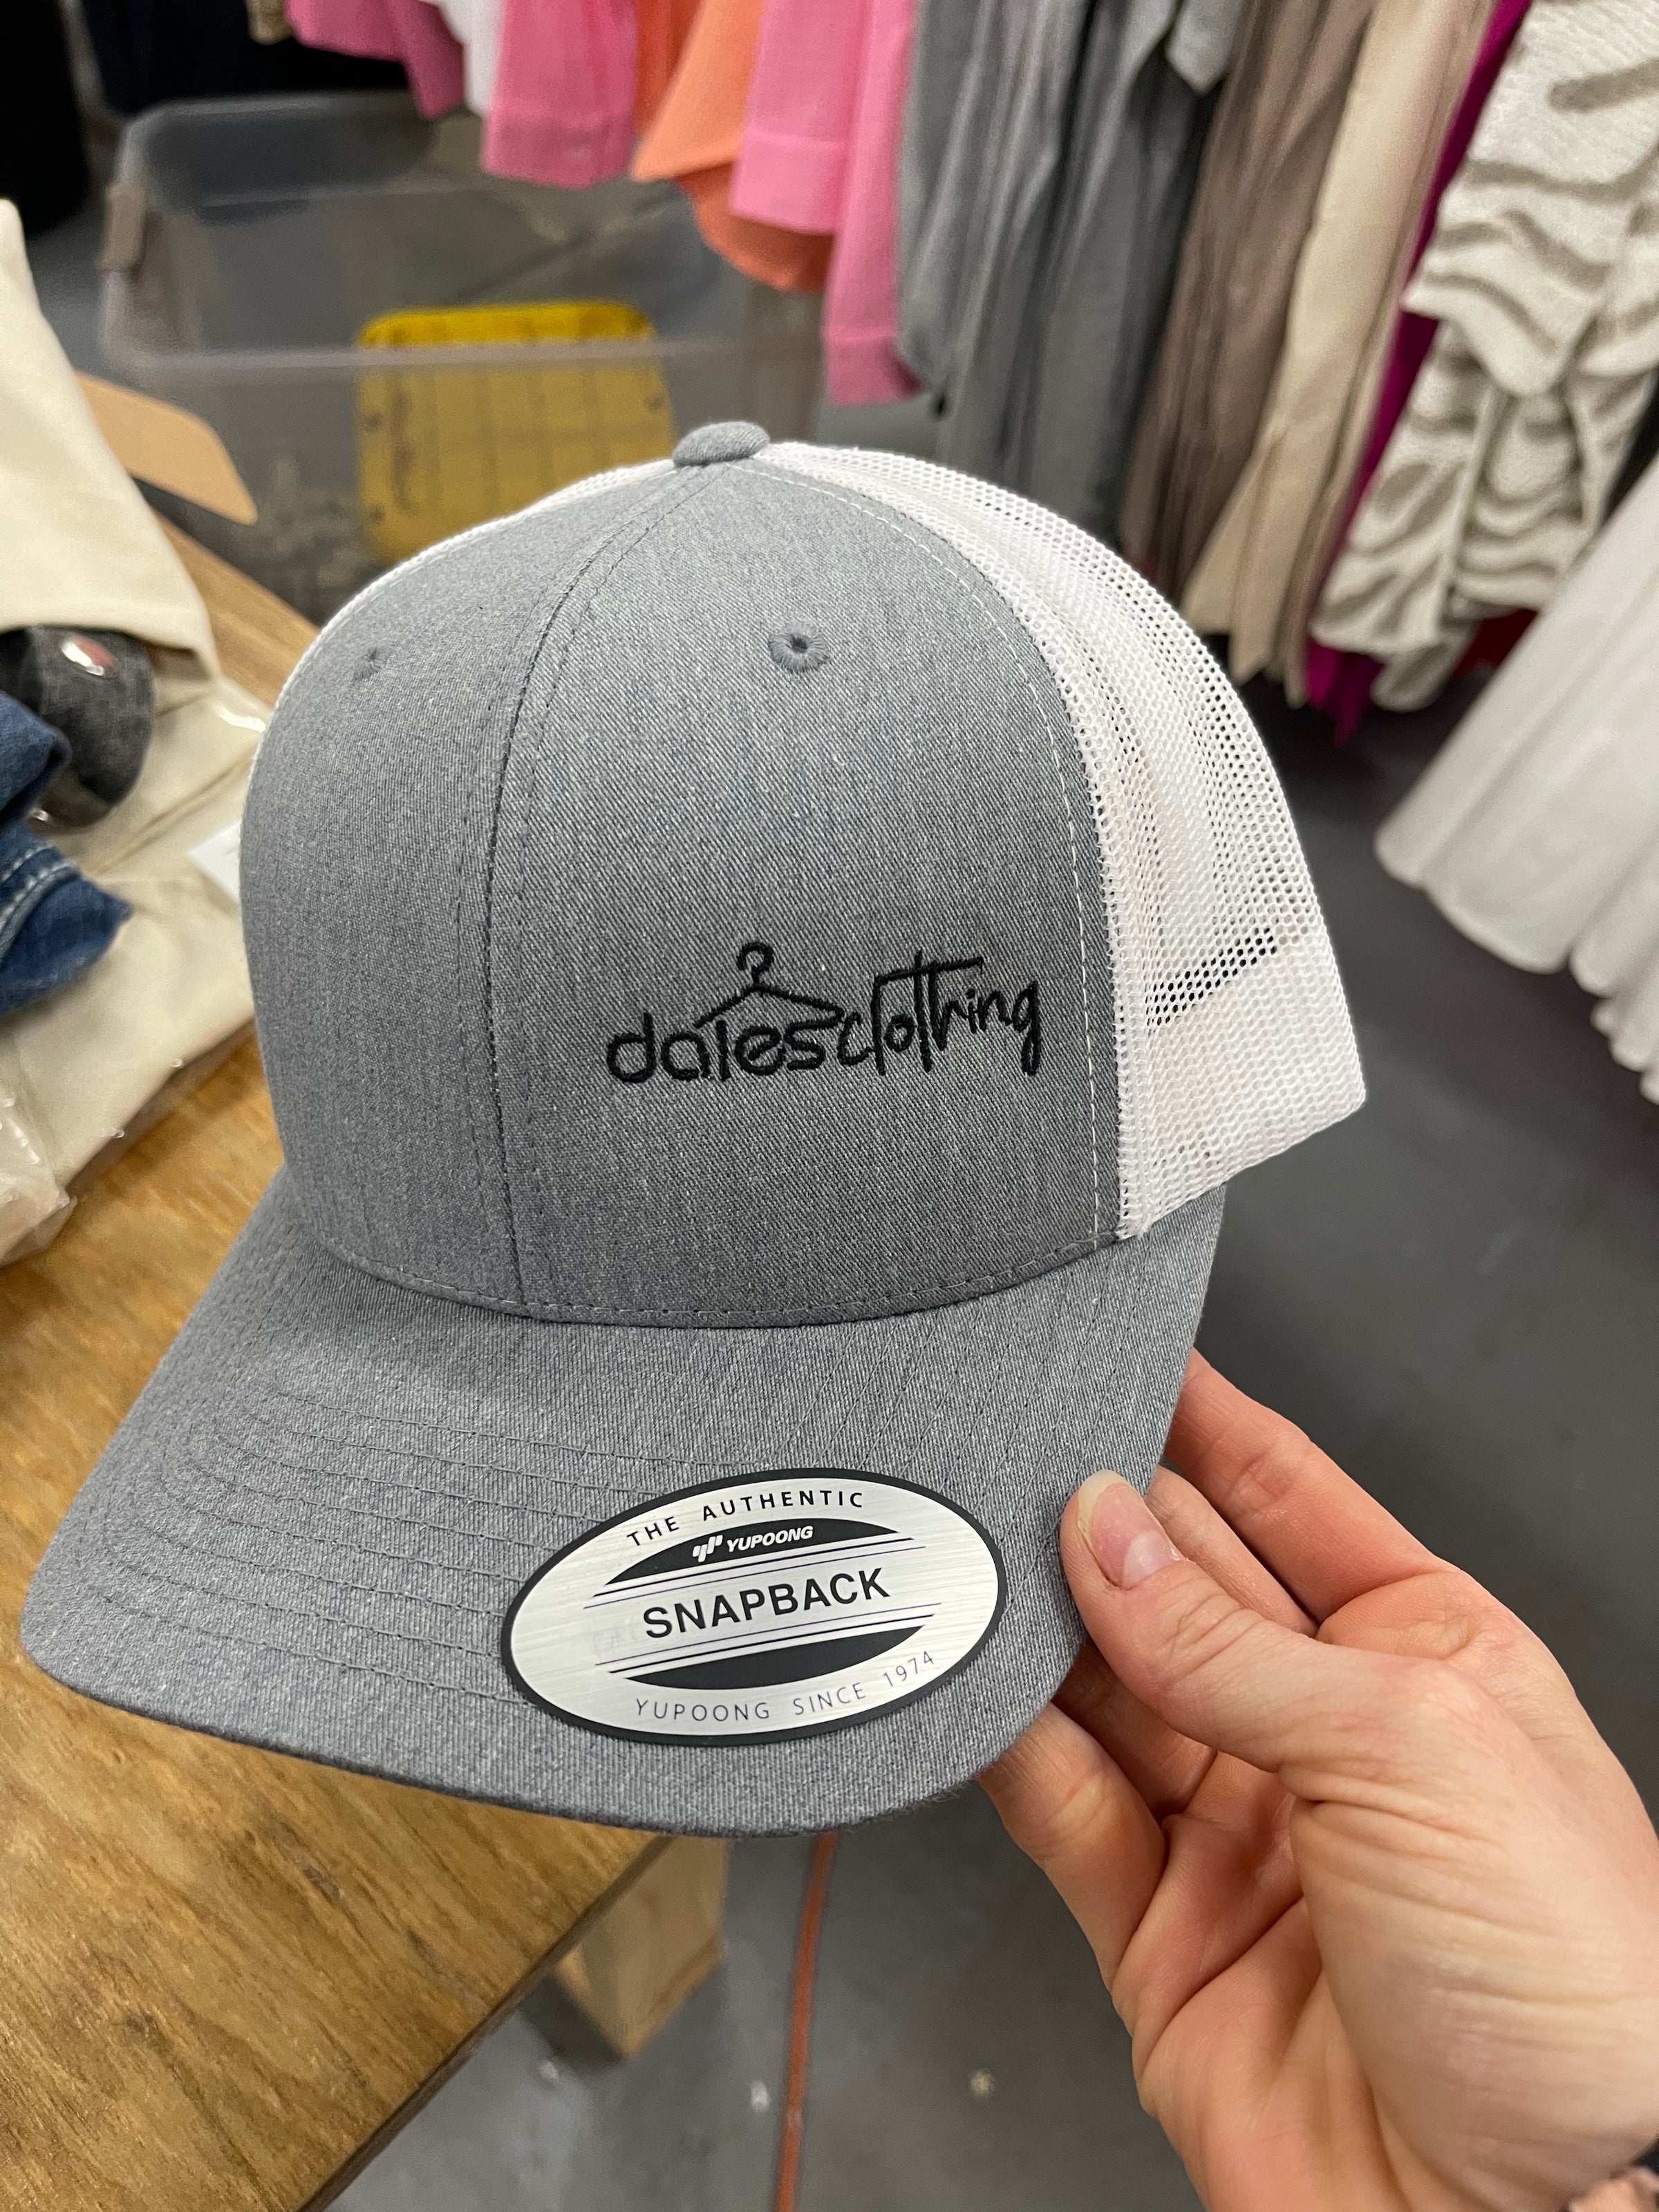 dalesclothing
THE AUTHENTIC
YUPOONG
SNAPBACK
YUPOONG SINCE 1974